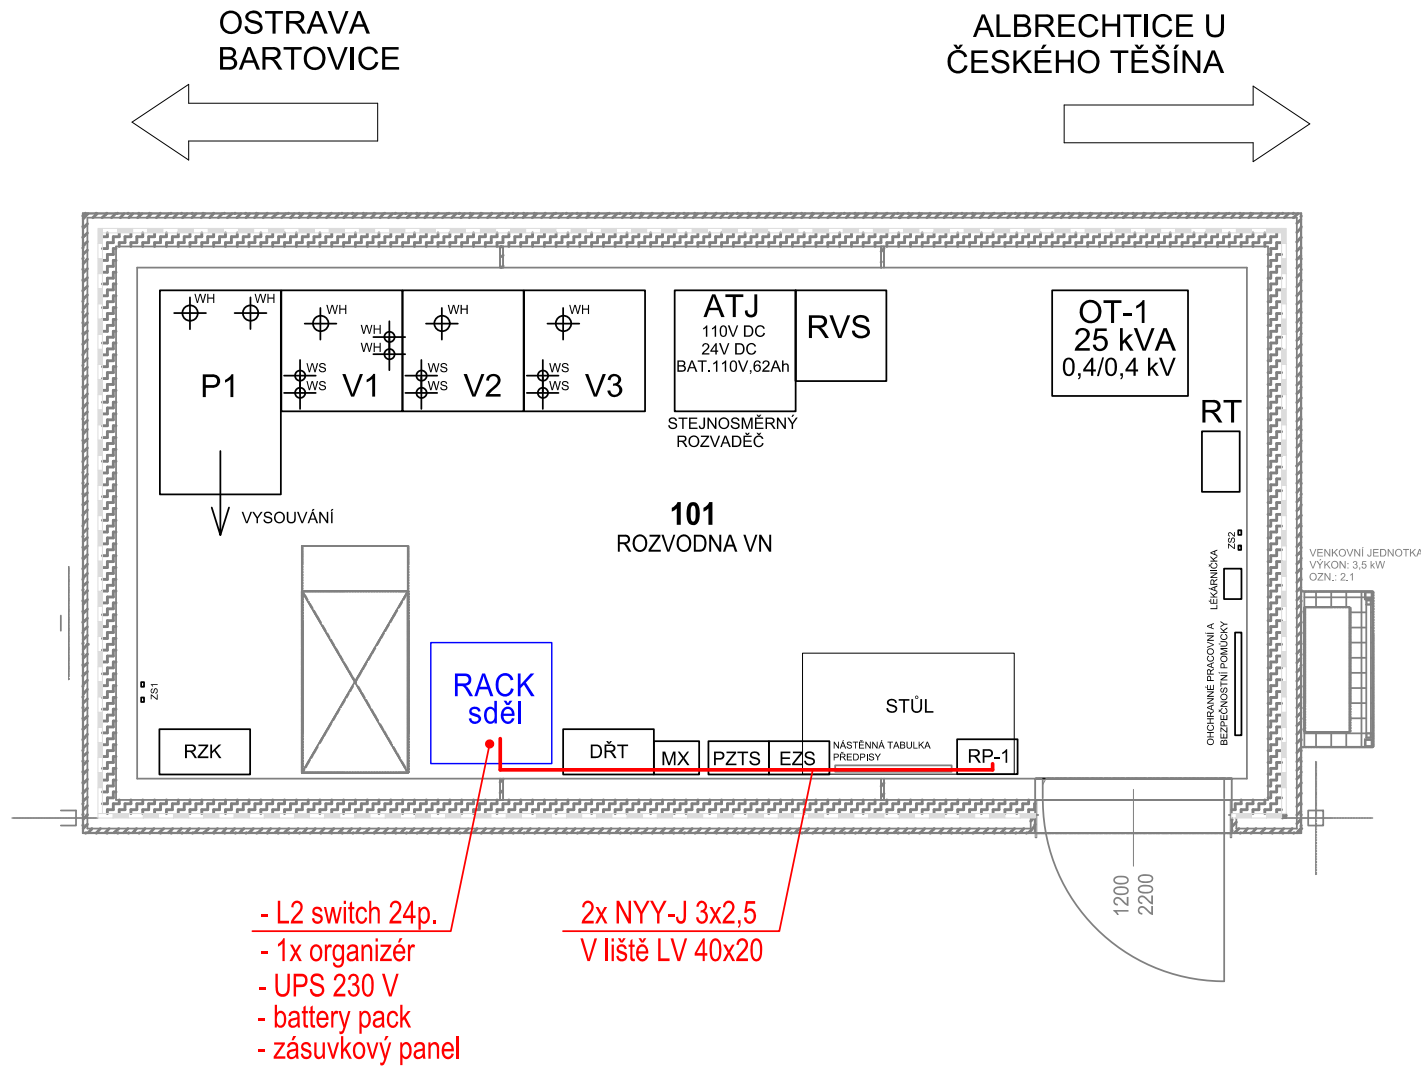 OSTRAVA
BARTOVICE
ALBRECHTICE U
ČESKÉHO TĚŠÍNA
WH
WH
WH
WH
WH
WS
WS
WH
WS
WS
WH
WS
WS
P1
V1
V2
V3
ATJ
110V DC
24V DC
BAT.110V,62Ah
RVS
STEJNOSMĚRNÝ
ROZVADĚČ
OT-1
25 kVA
0,4/0,4 kV
RT
VYSOUVÁNÍ
101
ROZVODNA VN
ZS2
LÉKÁRNIČKA
VENKOVNÍ JEDNOTKA
VÝKON: 3,5 kW
OZN.: 2.1
OHCHRANNÉ PRACOVNÍ A
BEZPEČNOSTNÍ POMŮCKY
ZS1
RZK
RACK
sděl
DŘT
MX
PZTS
EZS
STŮL
NÁSTĚNNÁ TABULKA
PŘEDPISY
RP-1
1200
2200
- L2 switch 24p.
- 1x organizér
- UPS 230 V
- battery pack
- zásuvkový panel
2x NYY-J 3x2,5
V liště LV 40x20